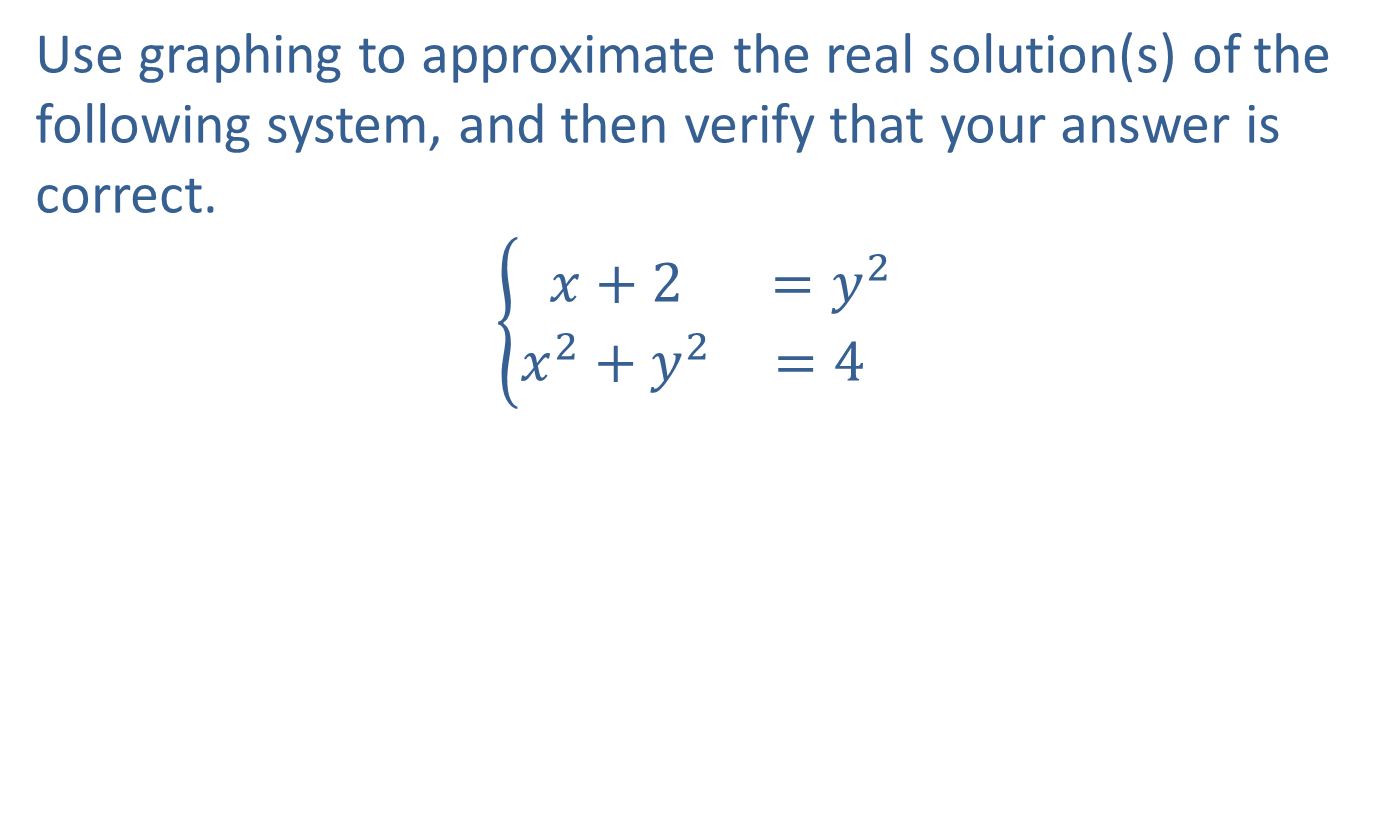 Use graphing to approximate the real solution(s) of the
following system, and then verify that your answer is
correct.
x + 2 = y²
x² + y² = 4